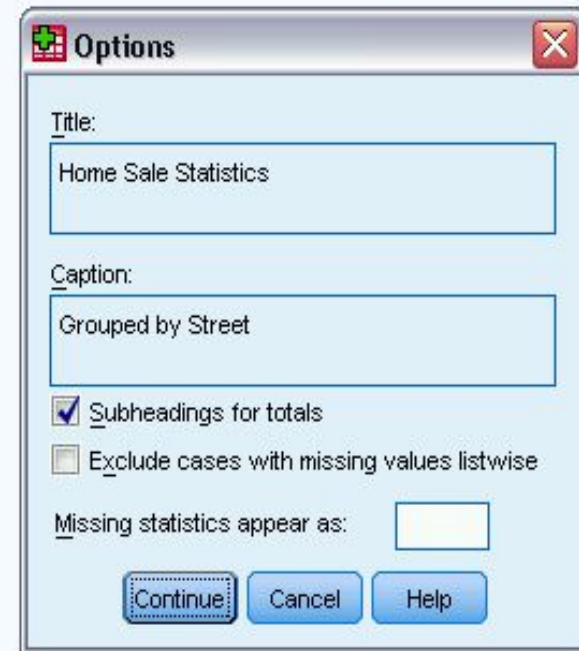 Options
Title:
Home Sale Statistics
Caption:
Grouped by Street
Subheadings for totals
Exclude cases with missing values listwise
Missing statistics appear as:
Continue Cancel Help